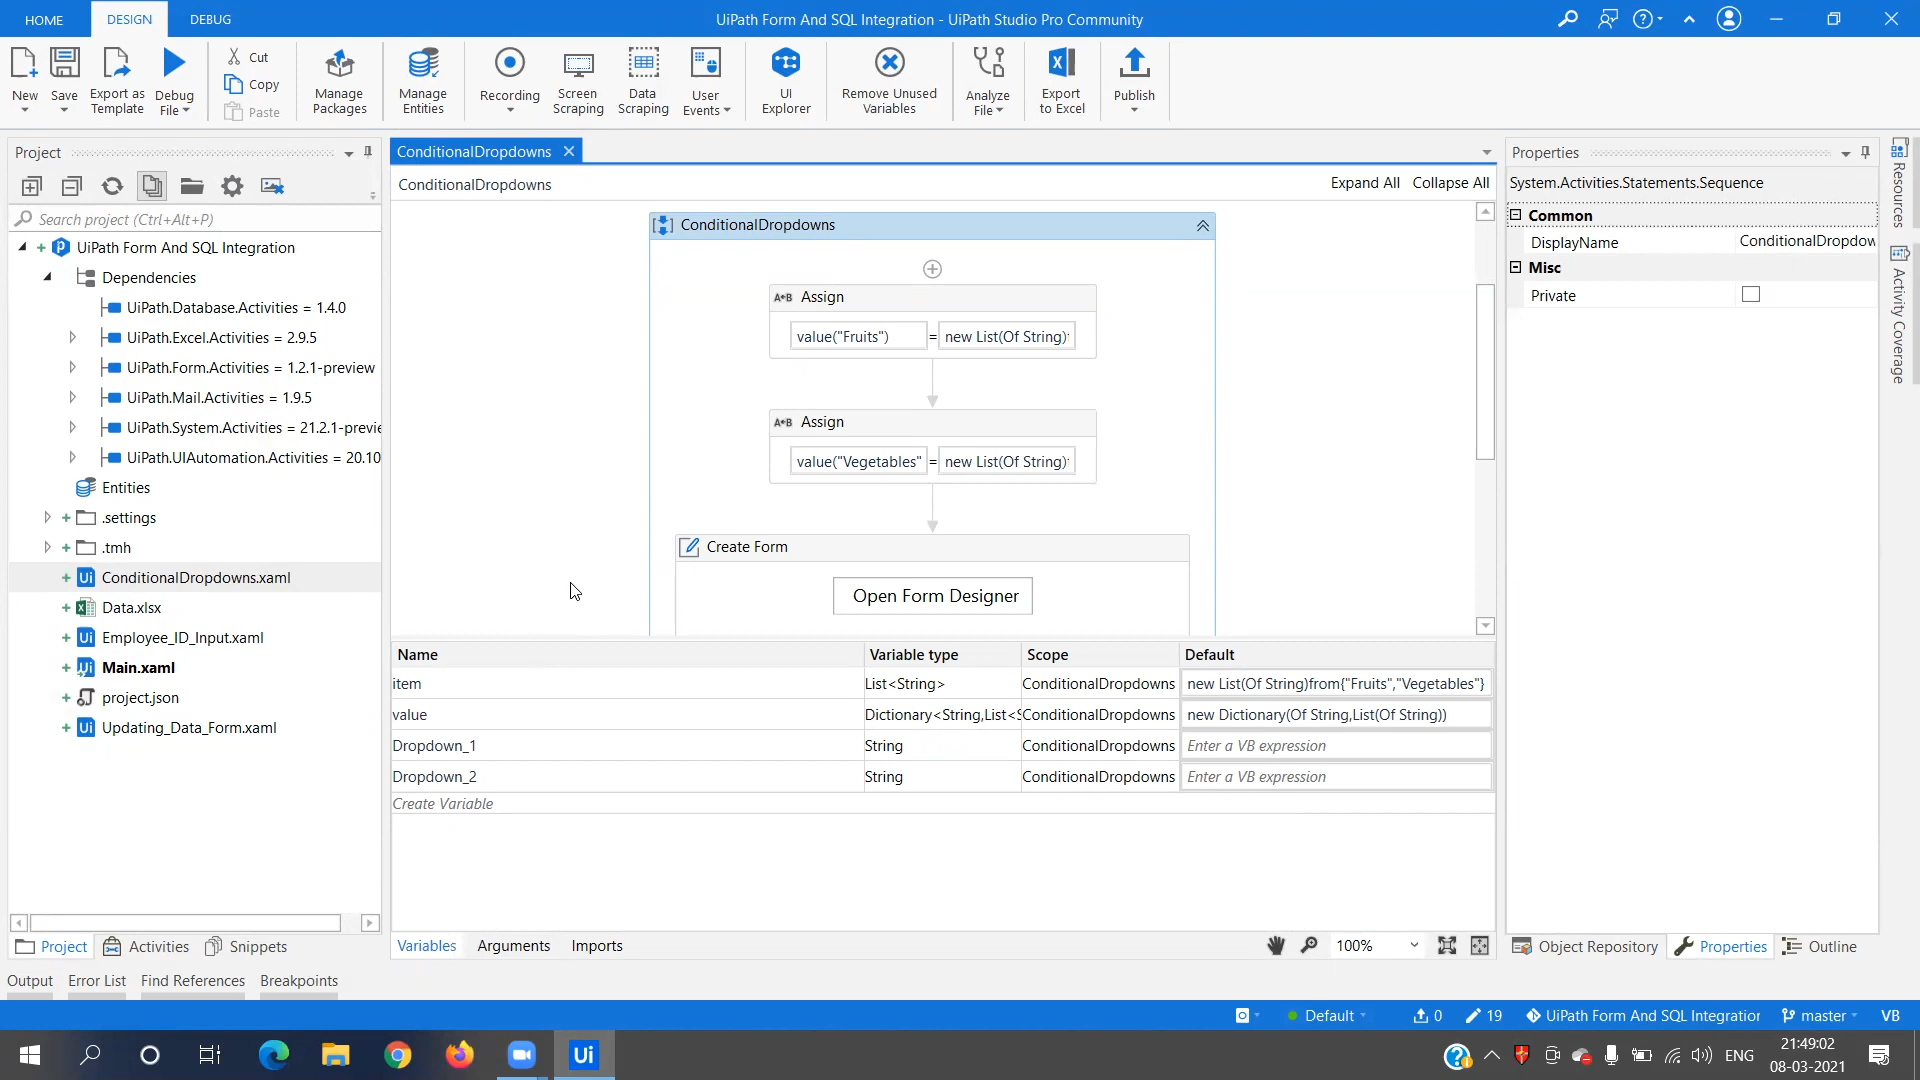 HOME
DESIGN
DEBUG
UiPath Form And SQL Integration - UiPath Studio Pro Community
New
Save
Export as Template
Debug File
Cut
Copy
Paste
Manage Packages
Manage Entities
Recording
Screen Scraping
Data Scraping
User Events
UI Explorer
Remove Unused Variables
Analyze File
Export to Excel
Publish
Project
Search project (Ctrl+Alt+P)
UiPath Form And SQL Integration
Dependencies
UiPath.Database.Activities = 1.4.0
UiPath.Excel.Activities = 2.9.5
UiPath.Form.Activities = 1.2.1-preview
UiPath.Mail.Activities = 1.9.5
UiPath.System.Activities = 21.2.1-previe
UiPath.UIAutomation.Activities = 20.10
Entities
.settings
.tmh
ConditionalDropdowns.xaml
Data.xlsx
Employee_ID_Input.xaml
Main.xaml
project.json
Updating_Data_Form.xaml
Project
Activities
Snippets
ConditionalDropdowns
ConditionalDropdowns
Expand All
Collapse All
ConditionalDropdowns
A+B Assign
value("Fruits") = new List(Of String)
A+B Assign
value("Vegetables" = new List(Of String)
Create Form
Open Form Designer
Name Variable type Scope Default
item List<String> ConditionalDropdowns new List(Of String)from{"Fruits","Vegetables"}
value Dictionary<String,List<S ConditionalDropdowns new Dictionary(Of String,List(Of String))
Dropdown_1 String ConditionalDropdowns Enter a VB expression
Dropdown_2 String ConditionalDropdowns Enter a VB expression
Create Variable
Variables
Arguments
Imports
100%
Properties
System.Activities.Statements.Sequence
Common
DisplayName ConditionalDropdow
Misc
Private
Resources
Activity Coverage
Object Repository
Properties
Outline
Output
Error List
Find References
Breakpoints
Default
0
19
UiPath Form And SQL Integration
master
VB
Ui
ENG
21:49:02
08-03-2021